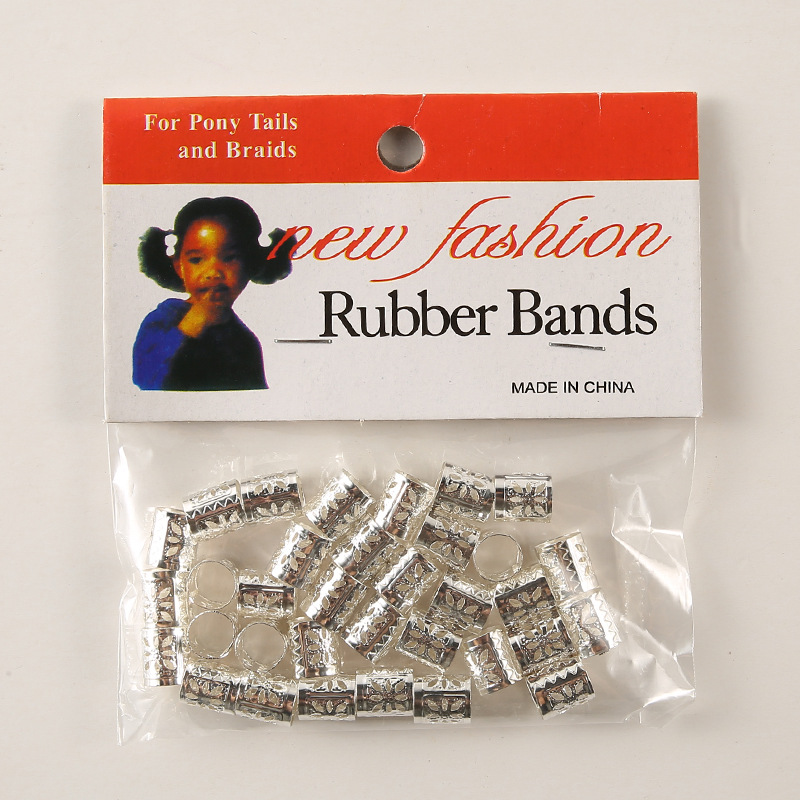 For Pony Tails
and Braids
new fashion
Rubber Bands
MADE IN CHINA